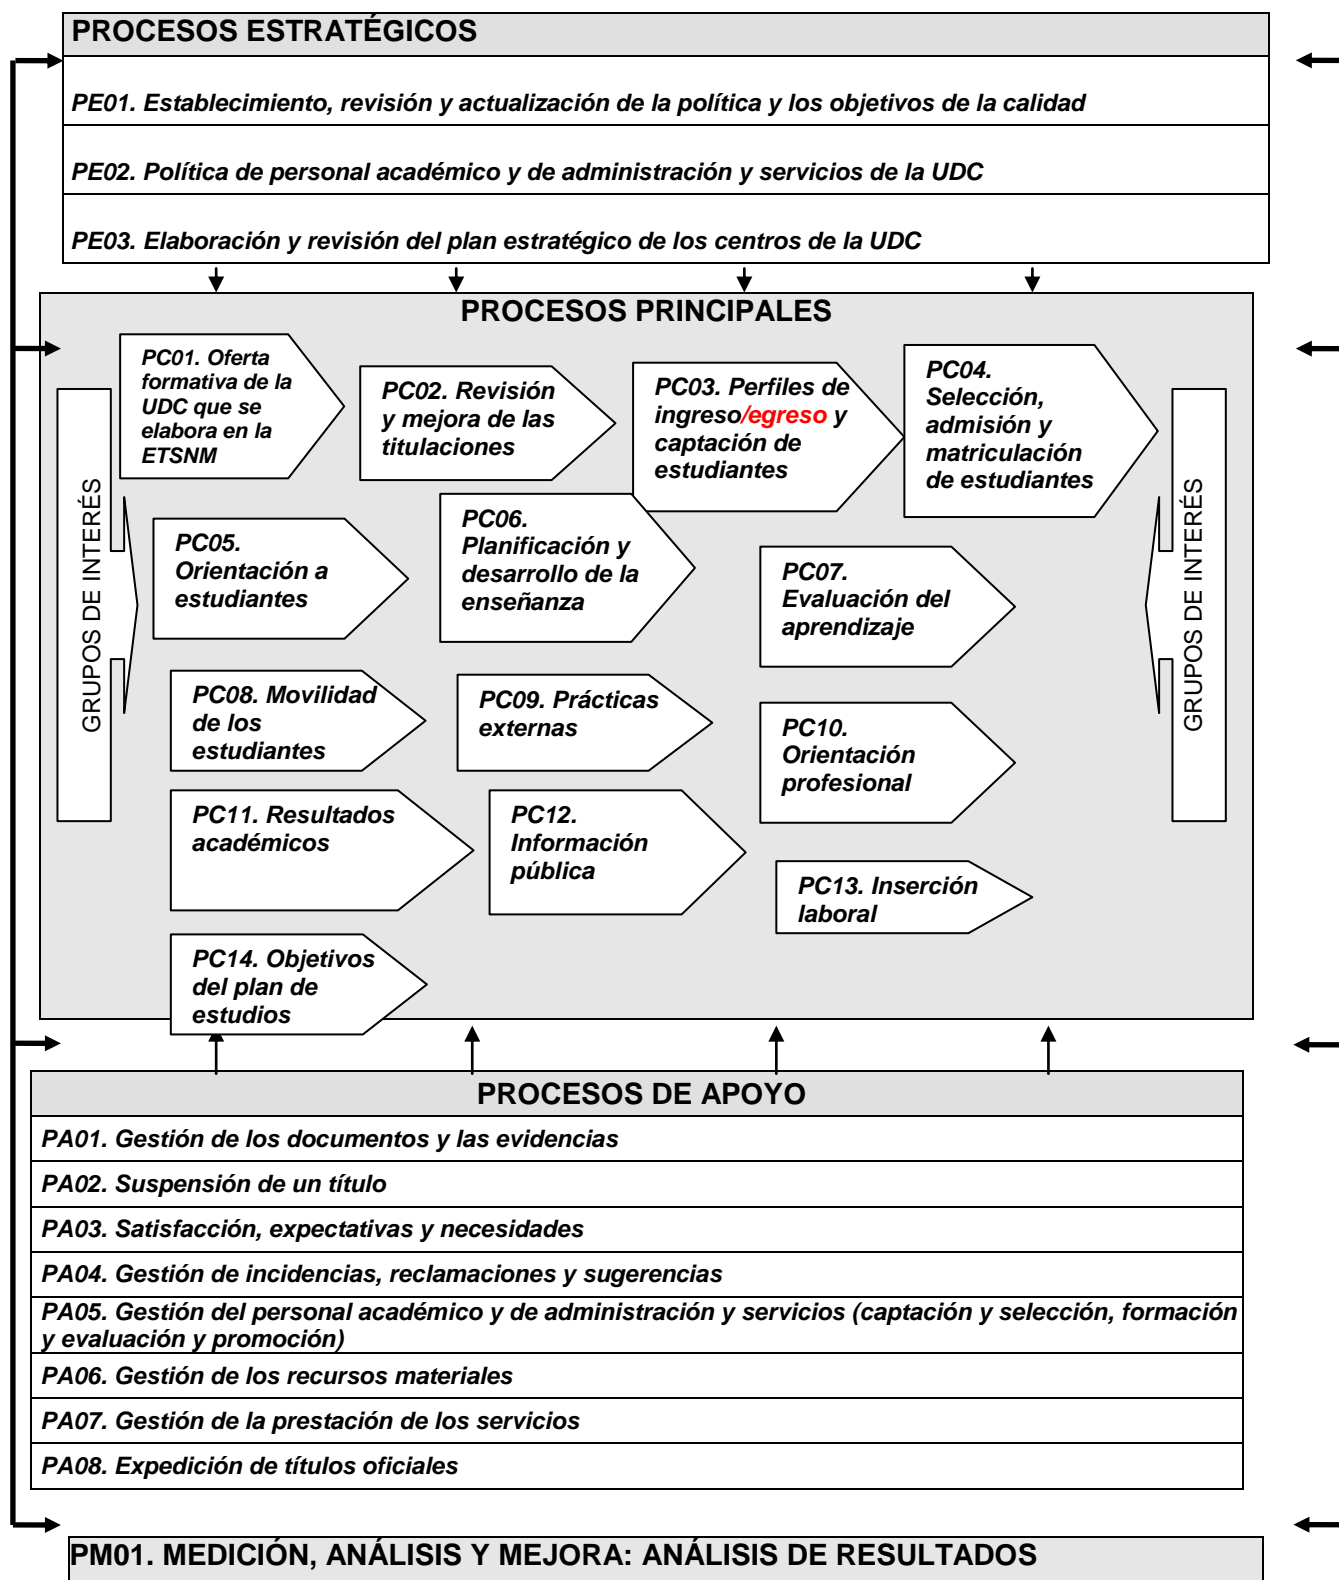 PROCESOS ESTRATÉGICOS
PE01. Establecimiento, revisión y actualización de la política y los objetivos de la calidad
PE02. Política de personal académico y de administración y servicios de la UDC
PE03. Elaboración y revisión del plan estratégico de los centros de la UDC
PROCESOS PRINCIPALES
GRUPOS DE INTERÉS
PC01. Oferta
formativa de la
UDC que se
elabora en la
ETSNM
PC02. Revisión
y mejora de las
titulaciones
PC03. Perfiles de
ingreso/egreso y
captación de
estudiantes
PC04.
Selección,
admisión y
matriculación
de estudiantes
GRUPOS DE INTERÉS
PC05.
Orientación a
estudiantes
PC06.
Planificación y
desarrollo de la
enseñanza
PC07.
Evaluación del
aprendizaje
PC08. Movilidad
de los
estudiantes
PC09. Prácticas
externas
PC10.
Orientación
profesional
PC11. Resultados
académicos
PC12.
Información
pública
PC13. Inserción
laboral
PC14. Objetivos
del plan de
estudios
PROCESOS DE APOYO
PA01. Gestión de los documentos y las evidencias
PA02. Suspensión de un título
PA03. Satisfacción, expectativas y necesidades
PA04. Gestión de incidencias, reclamaciones y sugerencias
PA05. Gestión del personal académico y de administración y servicios (captación y selección, formación
y evaluación y promoción)
PA06. Gestión de los recursos materiales
PA07. Gestión de la prestación de los servicios
PA08. Expedición de títulos oficiales
PM01. MEDICIÓN, ANÁLISIS Y MEJORA: ANÁLISIS DE RESULTADOS